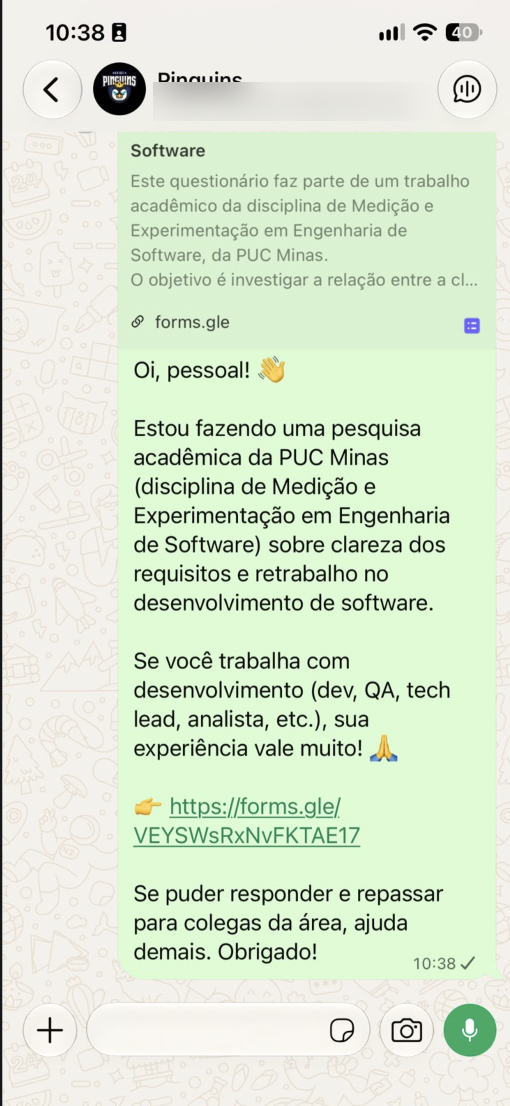 10:38
40
PINGUINS
Pinguins
Software
Este questionário faz parte de um trabalho
acadêmico da disciplina de Medição e
Experimentação em Engenharia de
Software, da PUC Minas.
O objetivo é investigar a relação entre a cl...
forms.gle
Oi, pessoal! 👋
Estou fazendo uma pesquisa
acadêmica da PUC Minas
(disciplina de Medição e
Experimentação em Engenharia
de Software) sobre clareza dos
requisitos e retrabalho no
desenvolvimento de software.
Se você trabalha com
desenvolvimento (dev, QA, tech
lead, analista, etc.), sua
experiência vale muito! 🙏
👉 https://forms.gle/
VEYSWsRxNvFKTAE17
Se puder responder e repassar
para colegas da área, ajuda
demais. Obrigado!
10:38